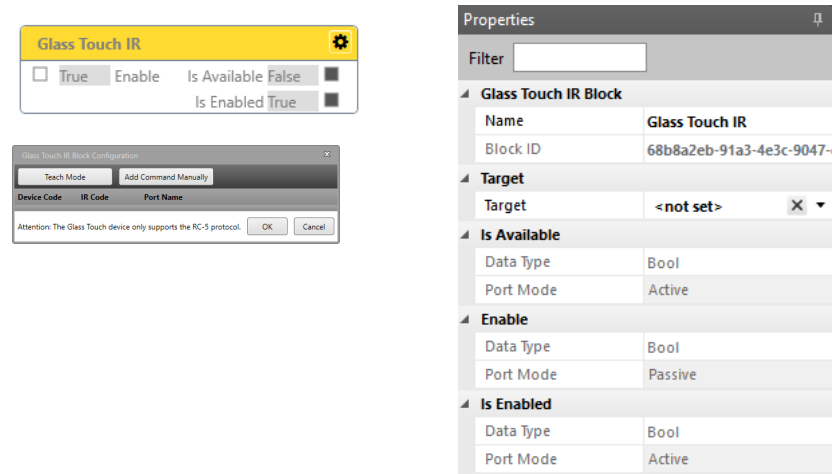 Glass Touch IR
True Enable Is Available False
Is Enabled True
Glass Touch IR Block Configuration
Teach Mode Add Command Manually
Device Code IR Code Port Name
Attention: The Glass Touch device only supports the RC-5 protocol. OK Cancel
Properties
Filter
Glass Touch IR Block
Name Glass Touch IR
Block ID 68b8a2eb-91a3-4e3c-9047-
Target
Target <not set>
Is Available
Data Type Bool
Port Mode Active
Enable
Data Type Bool
Port Mode Passive
Is Enabled
Data Type Bool
Port Mode Active